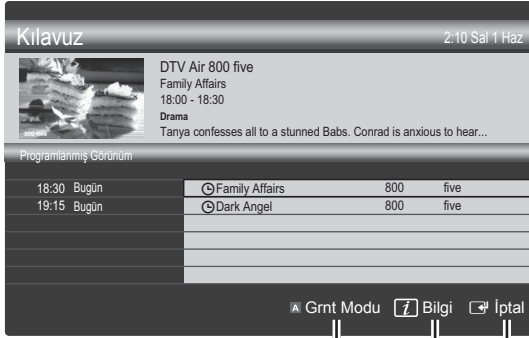 Kılavuz 2:10 Sal 1 Haz
DTV Air 800 five
Family Affairs
18:00 - 18:30
Drama
Tanya confesses all to a stunned Babs. Conrad is anxious to hear...
800 five
Programlanmış Görünüm
18:30 Bugün Family Affairs 800 five
19:15 Bugün Dark Angel 800 five
A Grnt Modu i Bilgi İptal